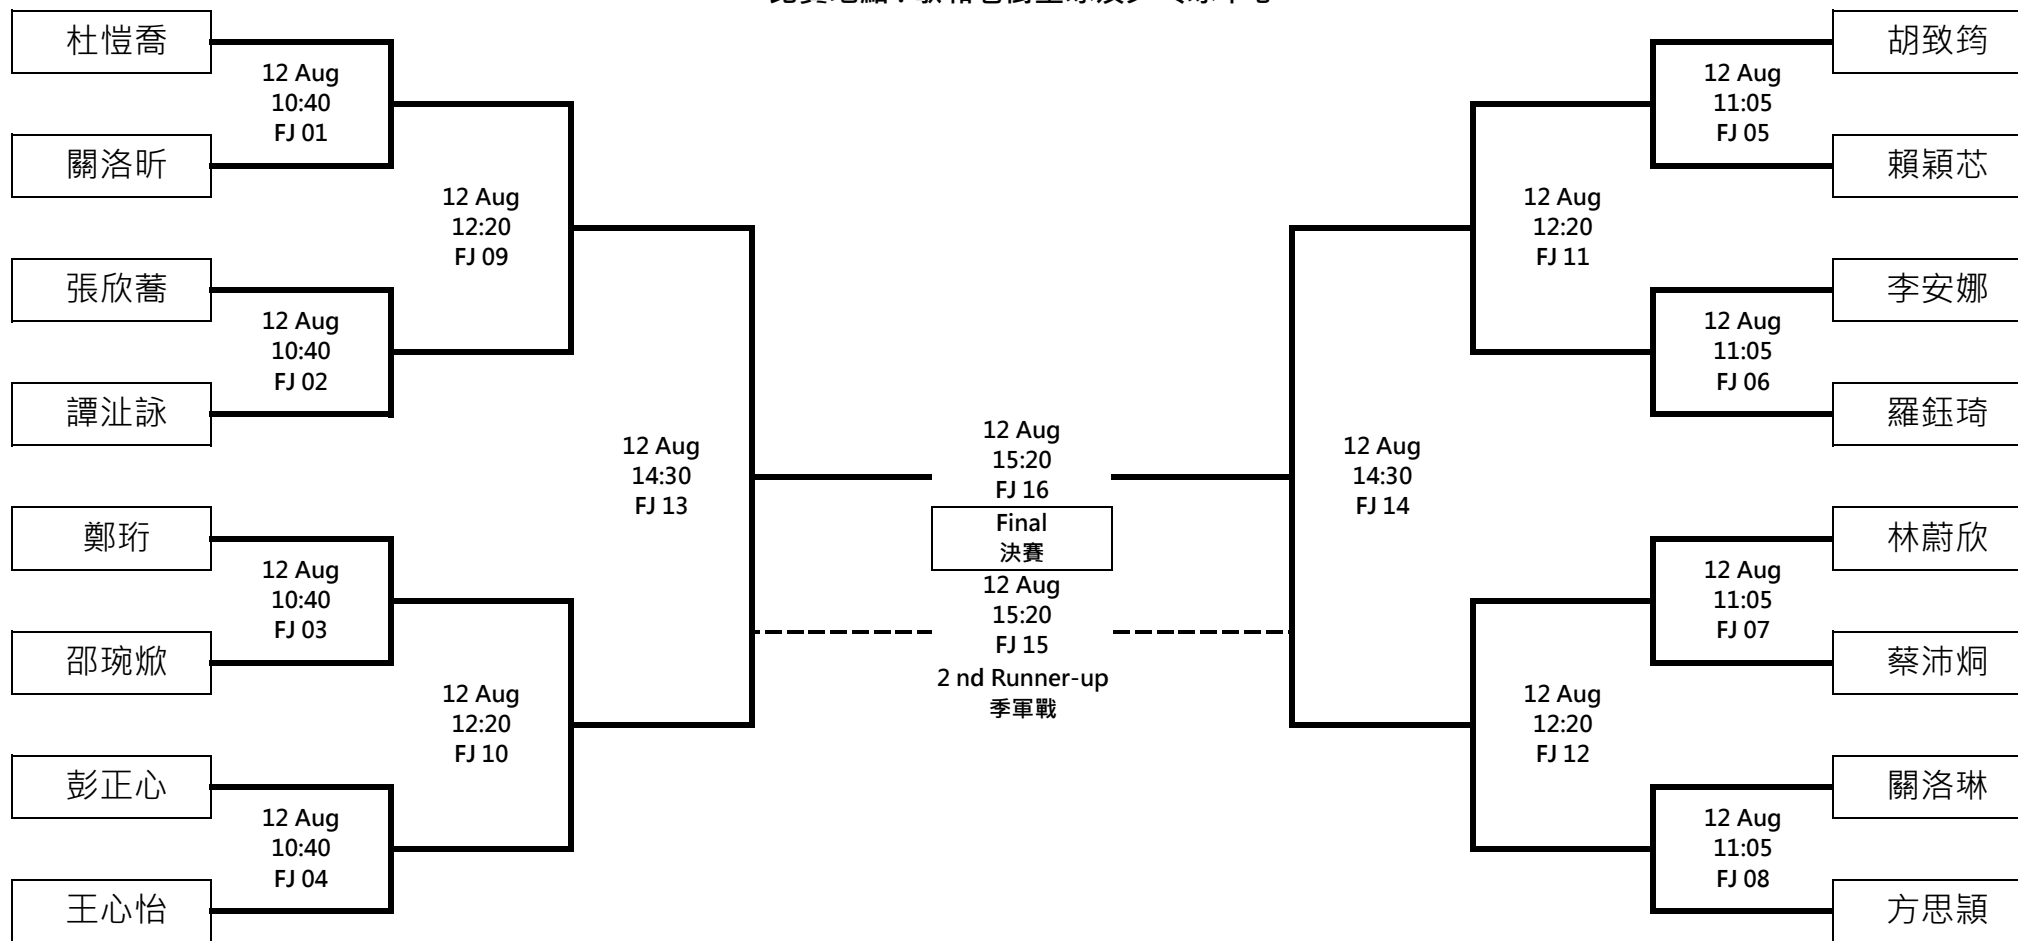 杜愷喬
12 Aug
10:40
FJ 01
關洛昕
12 Aug
12:20
FJ 09
張欣蕎
12 Aug
10:40
FJ 02
譚沚詠
12 Aug
14:30
FJ 13
鄭珩
12 Aug
10:40
FJ 03
邵琬焮
12 Aug
12:20
FJ 10
彭正心
12 Aug
10:40
FJ 04
王心怡
12 Aug
15:20
FJ 16
Final
決賽
12 Aug
15:20
FJ 15
2 nd Runner-up
季軍戰
胡致筠
12 Aug
11:05
FJ 05
賴穎芯
12 Aug
12:20
FJ 11
李安娜
12 Aug
11:05
FJ 06
羅鈺琦
12 Aug
14:30
FJ 14
林蔚欣
12 Aug
11:05
FJ 07
蔡沛烔
12 Aug
12:20
FJ 12
關洛琳
12 Aug
11:05
FJ 08
方思穎